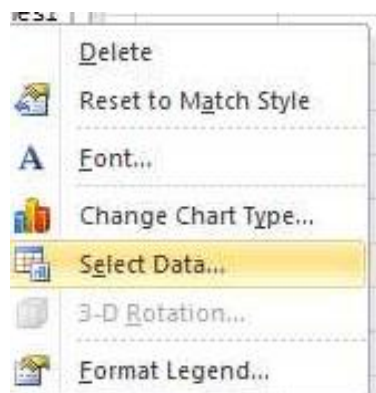 Delete
Reset to Match Style
Font...
Change Chart Type...
Select Data...
3-D Rotation...
Format Legend...